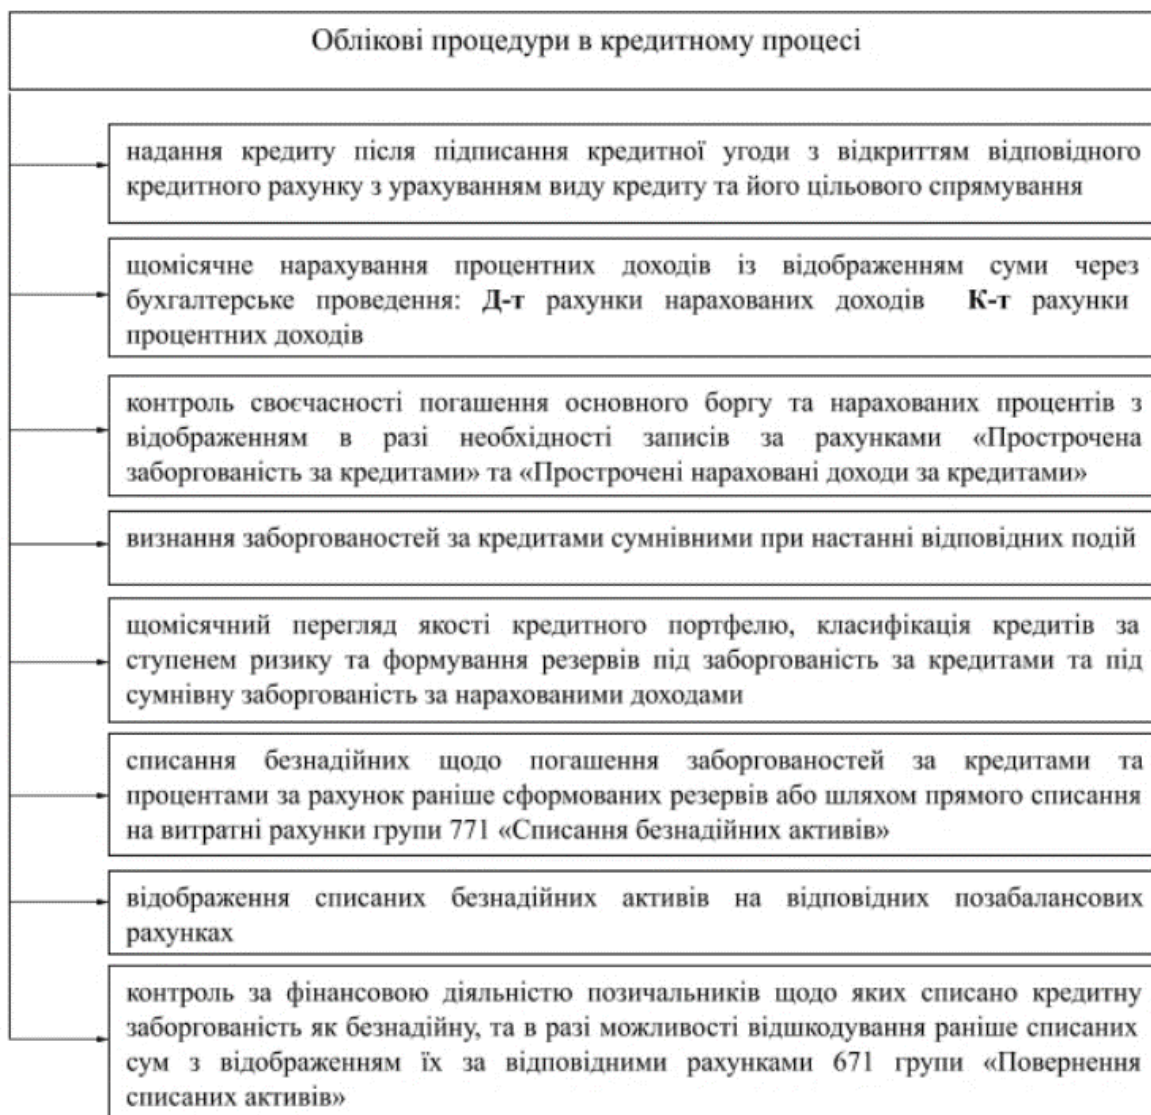 Облікові процедури в кредитному процесі
надання кредиту після підписання кредитної угоди з відкриттям відповідного
кредитного рахунку з урахуванням виду кредиту та його цільового спрямування
щомісячне нарахування процентних доходів із відображенням суми через
бухгалтерське проведення: Д-т рахунки нарахованих доходів К-т рахунки
процентних доходів
контроль своєчасності погашення основного боргу та нарахованих процентів з
відображенням в разі необхідності записів за рахунками «Прострочена
заборгованість за кредитами» та «Прострочені нараховані доходи за кредитами»
визнання заборгованостей за кредитами сумнівними при настанні відповідних подій
щомісячний перегляд якості кредитного портфелю, класифікація кредитів за
ступенем ризику та формування резервів під заборгованість за кредитами та під
сумнівну заборгованість за нарахованими доходами
списання безнадійних щодо погашення заборгованостей за кредитами та
процентами за рахунок раніше сформованих резервів або шляхом прямого списання
на витратні рахунки групи 771 «Списання безнадійних активів»
відображення списаних безнадійних активів на відповідних позабалансових
рахунках
контроль за фінансовою діяльністю позичальників щодо яких списано кредитну
заборгованість як безнадійну, та в разі можливості відшкодування раніше списаних
сум з відображенням їх за відповідними рахунками 671 групи «Повернення
списаних активів»